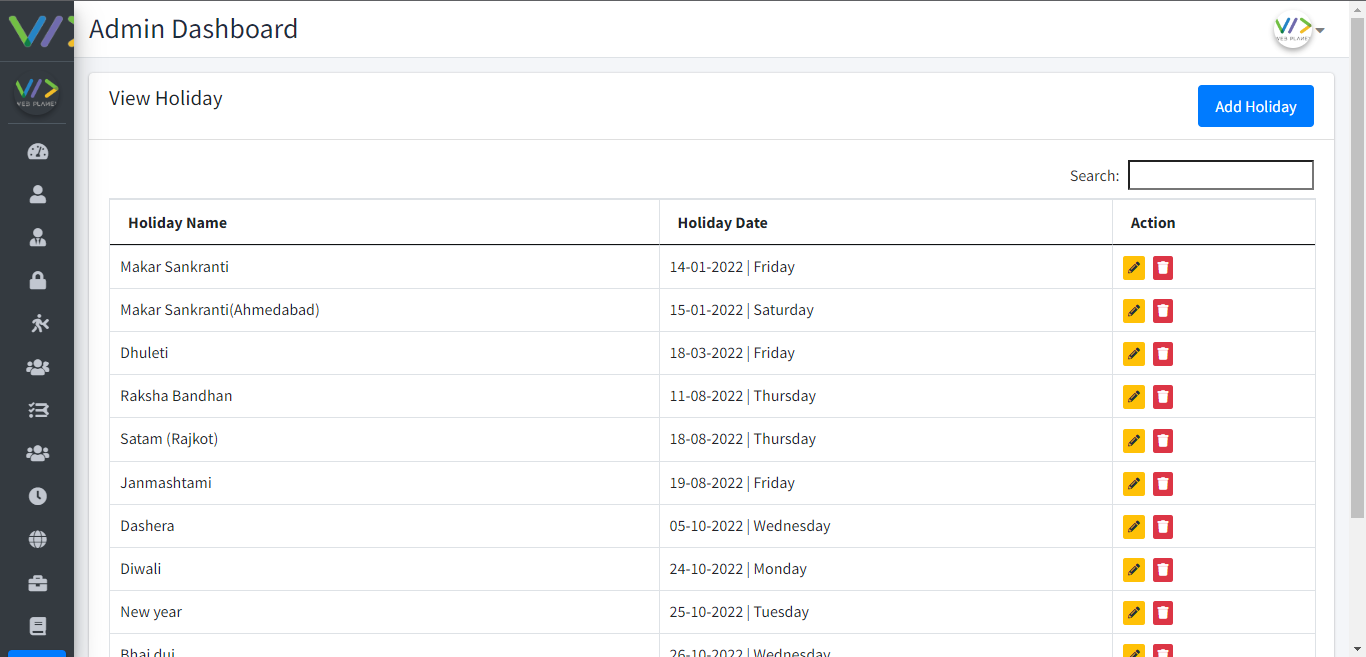 Admin Dashboard
WEB PLANET
View Holiday
Add Holiday
Search:
Holiday Name Holiday Date Action
Makar Sankranti 14-01-2022 | Friday
Makar Sankranti(Ahmedabad) 15-01-2022 | Saturday
Dhuleti 18-03-2022 | Friday
Raksha Bandhan 11-08-2022 | Thursday
Satam (Rajkot) 18-08-2022 | Thursday
Janmashtami 19-08-2022 | Friday
Dashera 05-10-2022 | Wednesday
Diwali 24-10-2022 | Monday
New year 25-10-2022 | Tuesday
Bhai duj 26-10-2022 | Wednesday